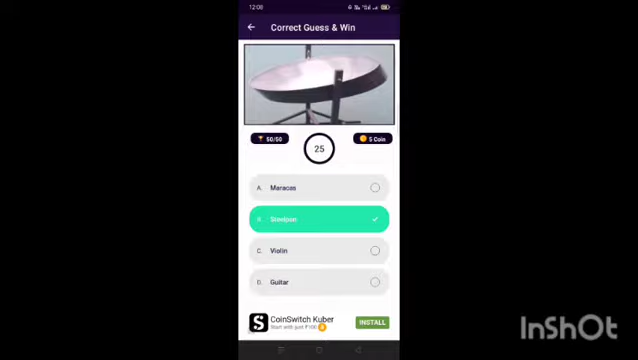 12:08
Correct Guess & Win
50/50
25
5 Coin
A. Maracas
B. Steelpan
C. Violin
D. Guitar
CoinSwitch Kuber
Start with just ₹100
INSTALL
InShOt